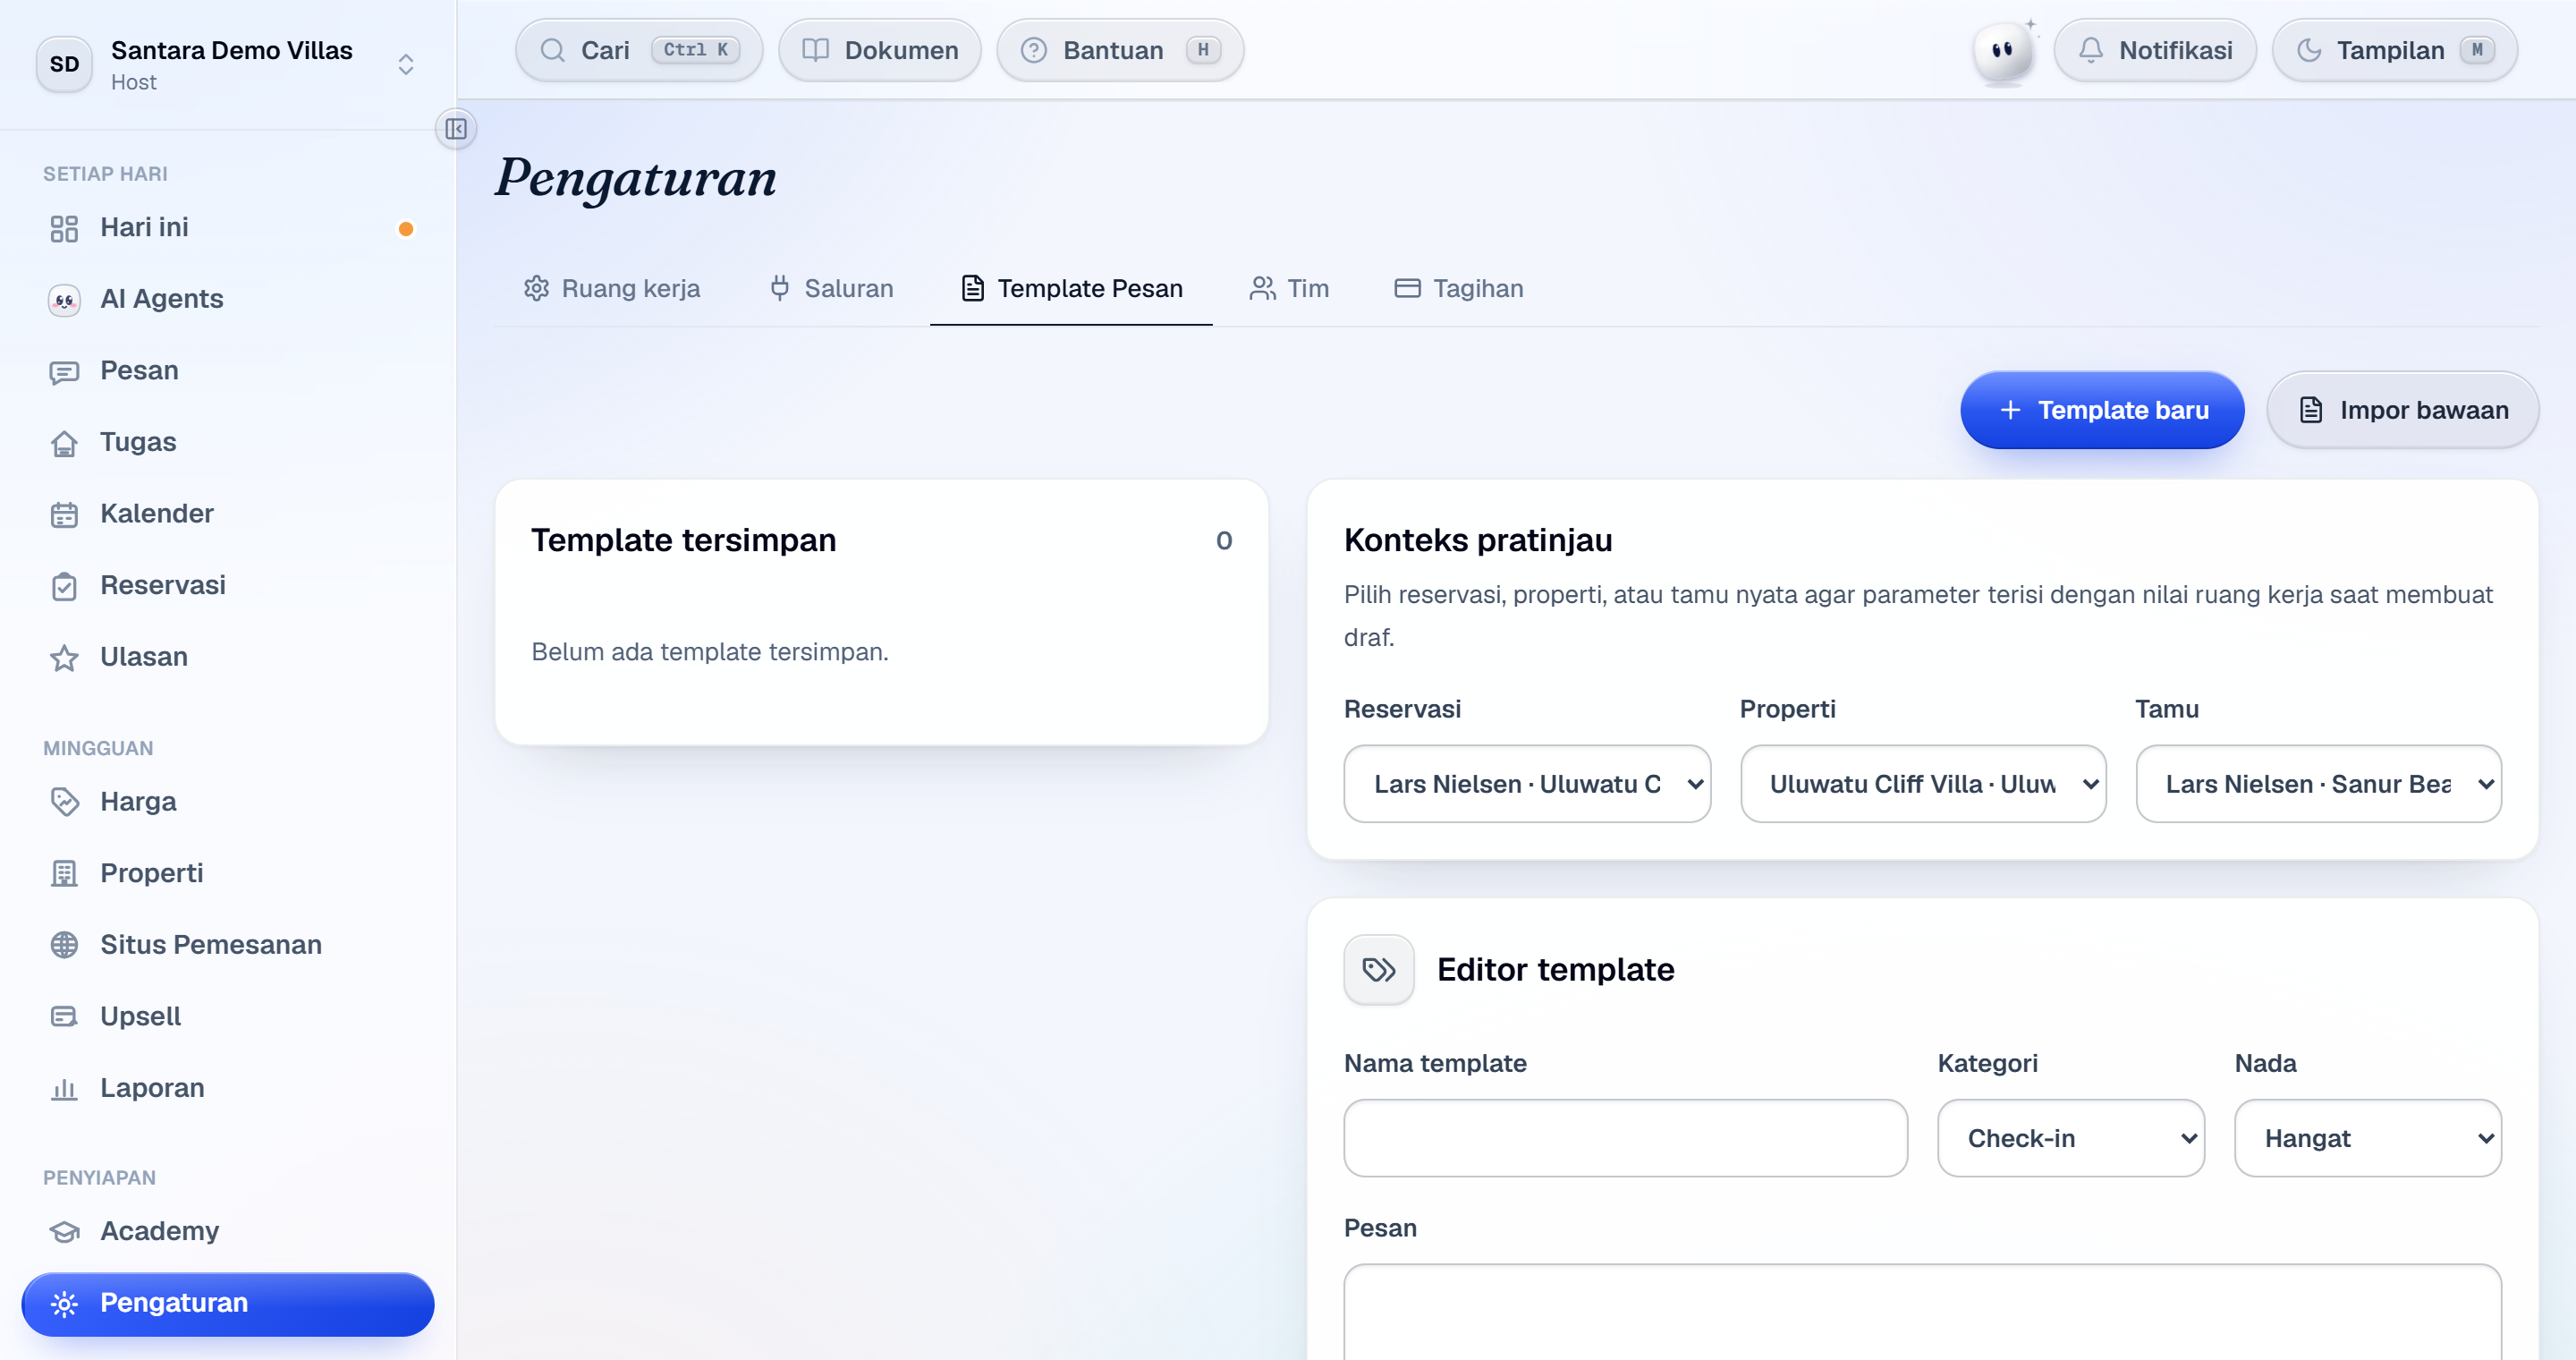 SD
Santara Demo Villas
Host
Cari Ctrl K
Dokumen
Bantuan H
Notifikasi
Tampilan M
SETIAP HARI
Hari ini
AI Agents
Pesan
Tugas
Kalender
Reservasi
Ulasan
MINGGUAN
Harga
Properti
Situs Pemesanan
Upsell
Laporan
PENYIAPAN
Academy
Pengaturan
Pengaturan
Ruang kerja
Saluran
Template Pesan
Tim
Tagihan
Template baru
Impor bawaan
Template tersimpan 0
Belum ada template tersimpan.
Konteks pratinjau
Pilih reservasi, properti, atau tamu nyata agar parameter terisi dengan nilai ruang kerja saat membuat
draf.
Reservasi Properti Tamu
Lars Nielsen · Uluwatu C
Uluwatu Cliff Villa · Uluw
Lars Nielsen · Sanur Bea
Editor template
Nama template Kategori Nada
Check-in
Hangat
Pesan